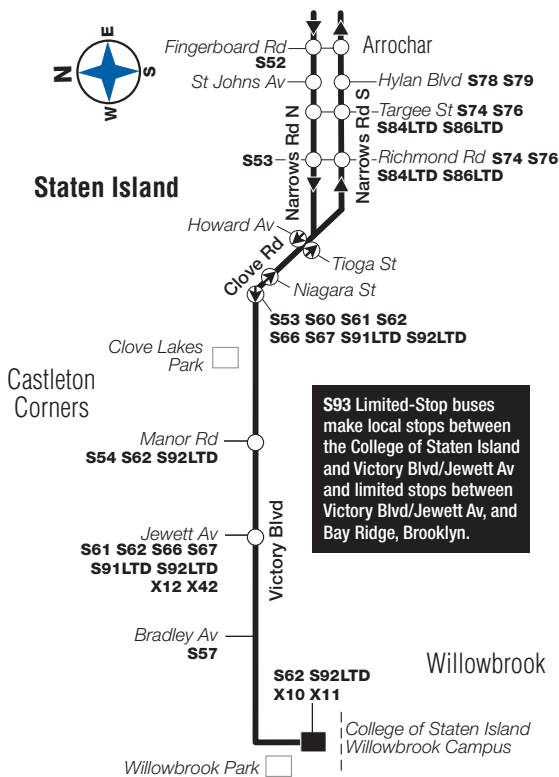 E
N
S
W
Fingerboard Rd
S52
Arrochar
St Johns Av
Hylan Blvd S78 S79
Narrows Rd N
Narrows Rd S
Targee St S74 S76
S84LTD S86LTD
S53
Richmond Rd S74 S76
S84LTD S86LTD
Staten Island
Howard Av
Clove Rd
Tioga St
Niagara St
S53 S60 S61 S62
S66 S67 S91LTD S92LTD
Clove Lakes
Park
Castleton
Corners
S93 Limited-Stop buses
make local stops between
the College of Staten Island
and Victory Blvd/Jewett Av
and limited stops between
Victory Blvd/Jewett Av, and
Bay Ridge, Brooklyn.
Manor Rd
S54 S62 S92LTD
Victory Blvd
Jewett Av
S61 S62 S66 S67
S91LTD S92LTD
X12 X42
Bradley Av
S57
Willowbrook
S62 S92LTD
X10 X11
College of Staten Island
Willowbrook Campus
Willowbrook Park